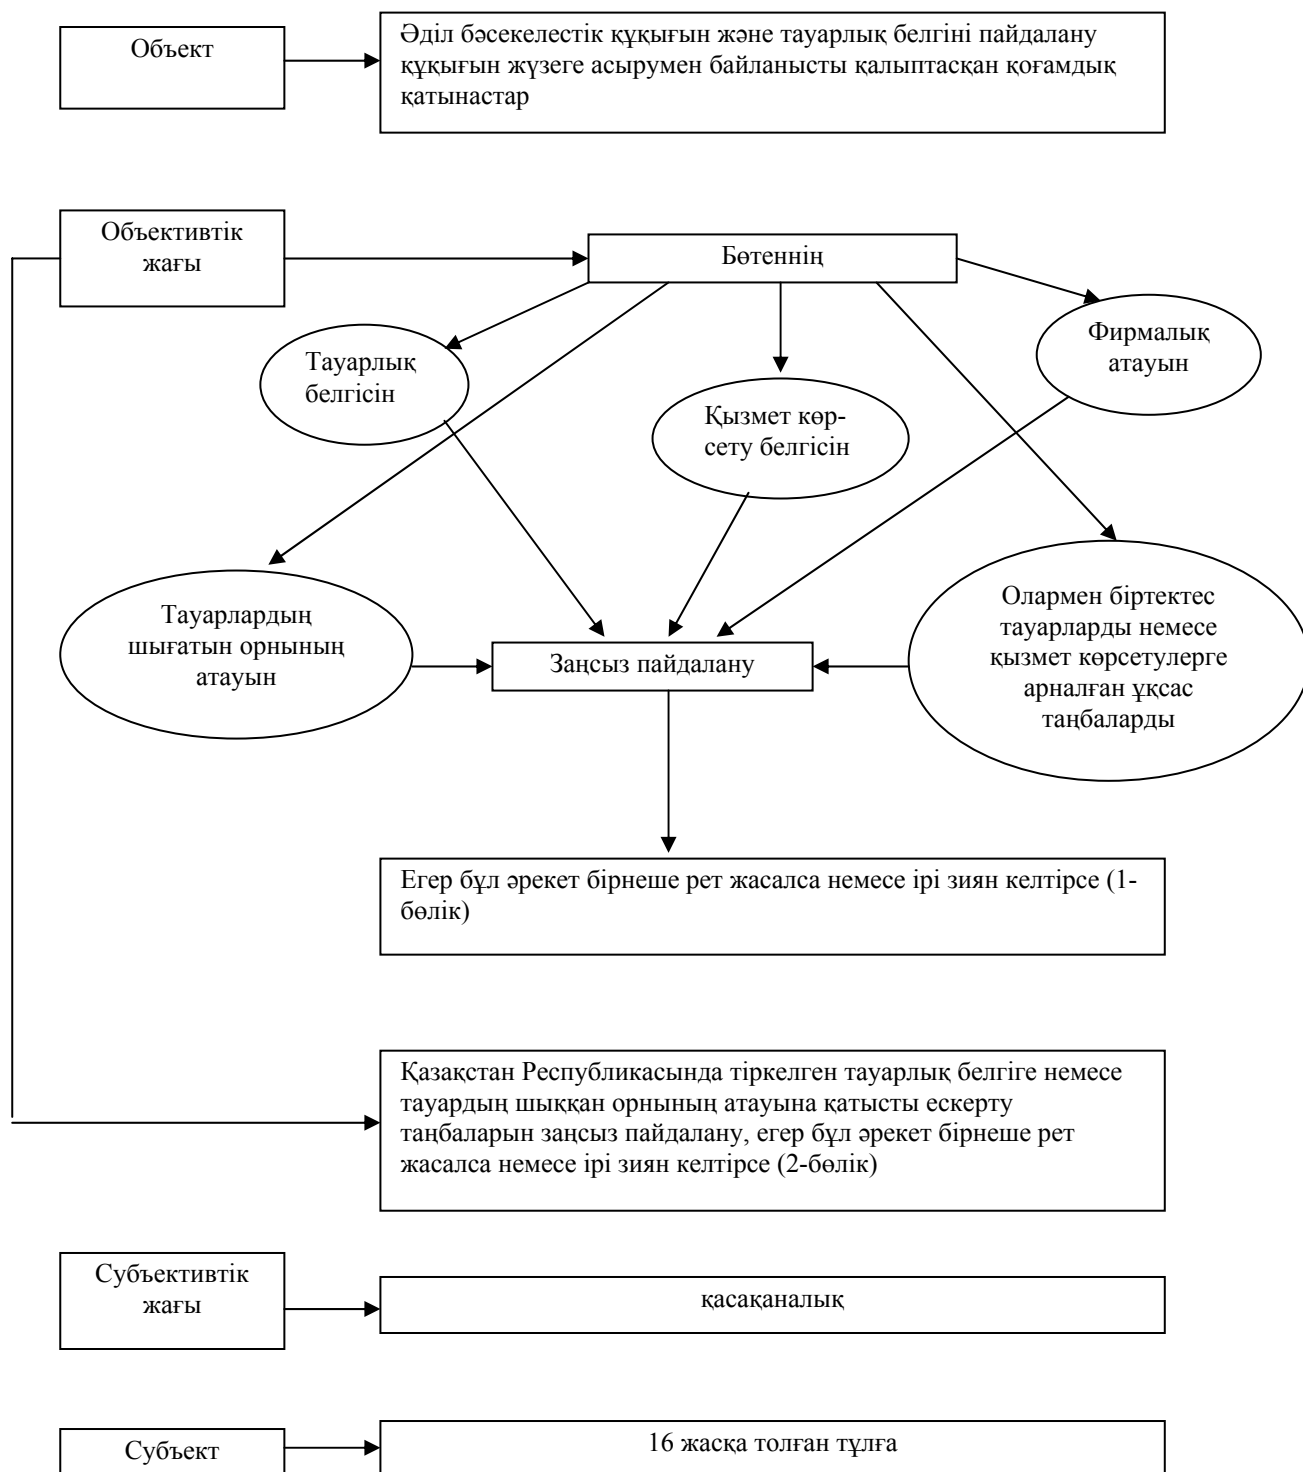 Объект
Әділ бәсекелестік құқығын және тауарлық белгіні пайдалану
құқығын жүзеге асырумен байланысты қалыптасқан қоғамдық
қатынастар
Объективтік
жағы
Бөтеннің
Тауарлық
белгісін
Қызмет көр-
сету белгісін
Фирмалық
атауын
Тауарлардың
шығатын орнының
атауын
Заңсыз пайдалану
Олармен біртектес
тауарларды немесе
қызмет көрсетулерге
арналған ұқсас
таңбаларды
Егер бұл әрекет бірнеше рет жасалса немесе ірі зиян келтірсе (1-
бөлік)
Қазақстан Республикасында тіркелген тауарлық белгіге немесе
тауардың шыққан орнының атауына қатысты ескерту
таңбаларын заңсыз пайдалану, егер бұл әрекет бірнеше рет
жасалса немесе ірі зиян келтірсе (2-бөлік)
Субъективтік
жағы
қасақаналық
Субъект
16 жасқа толған тұлға